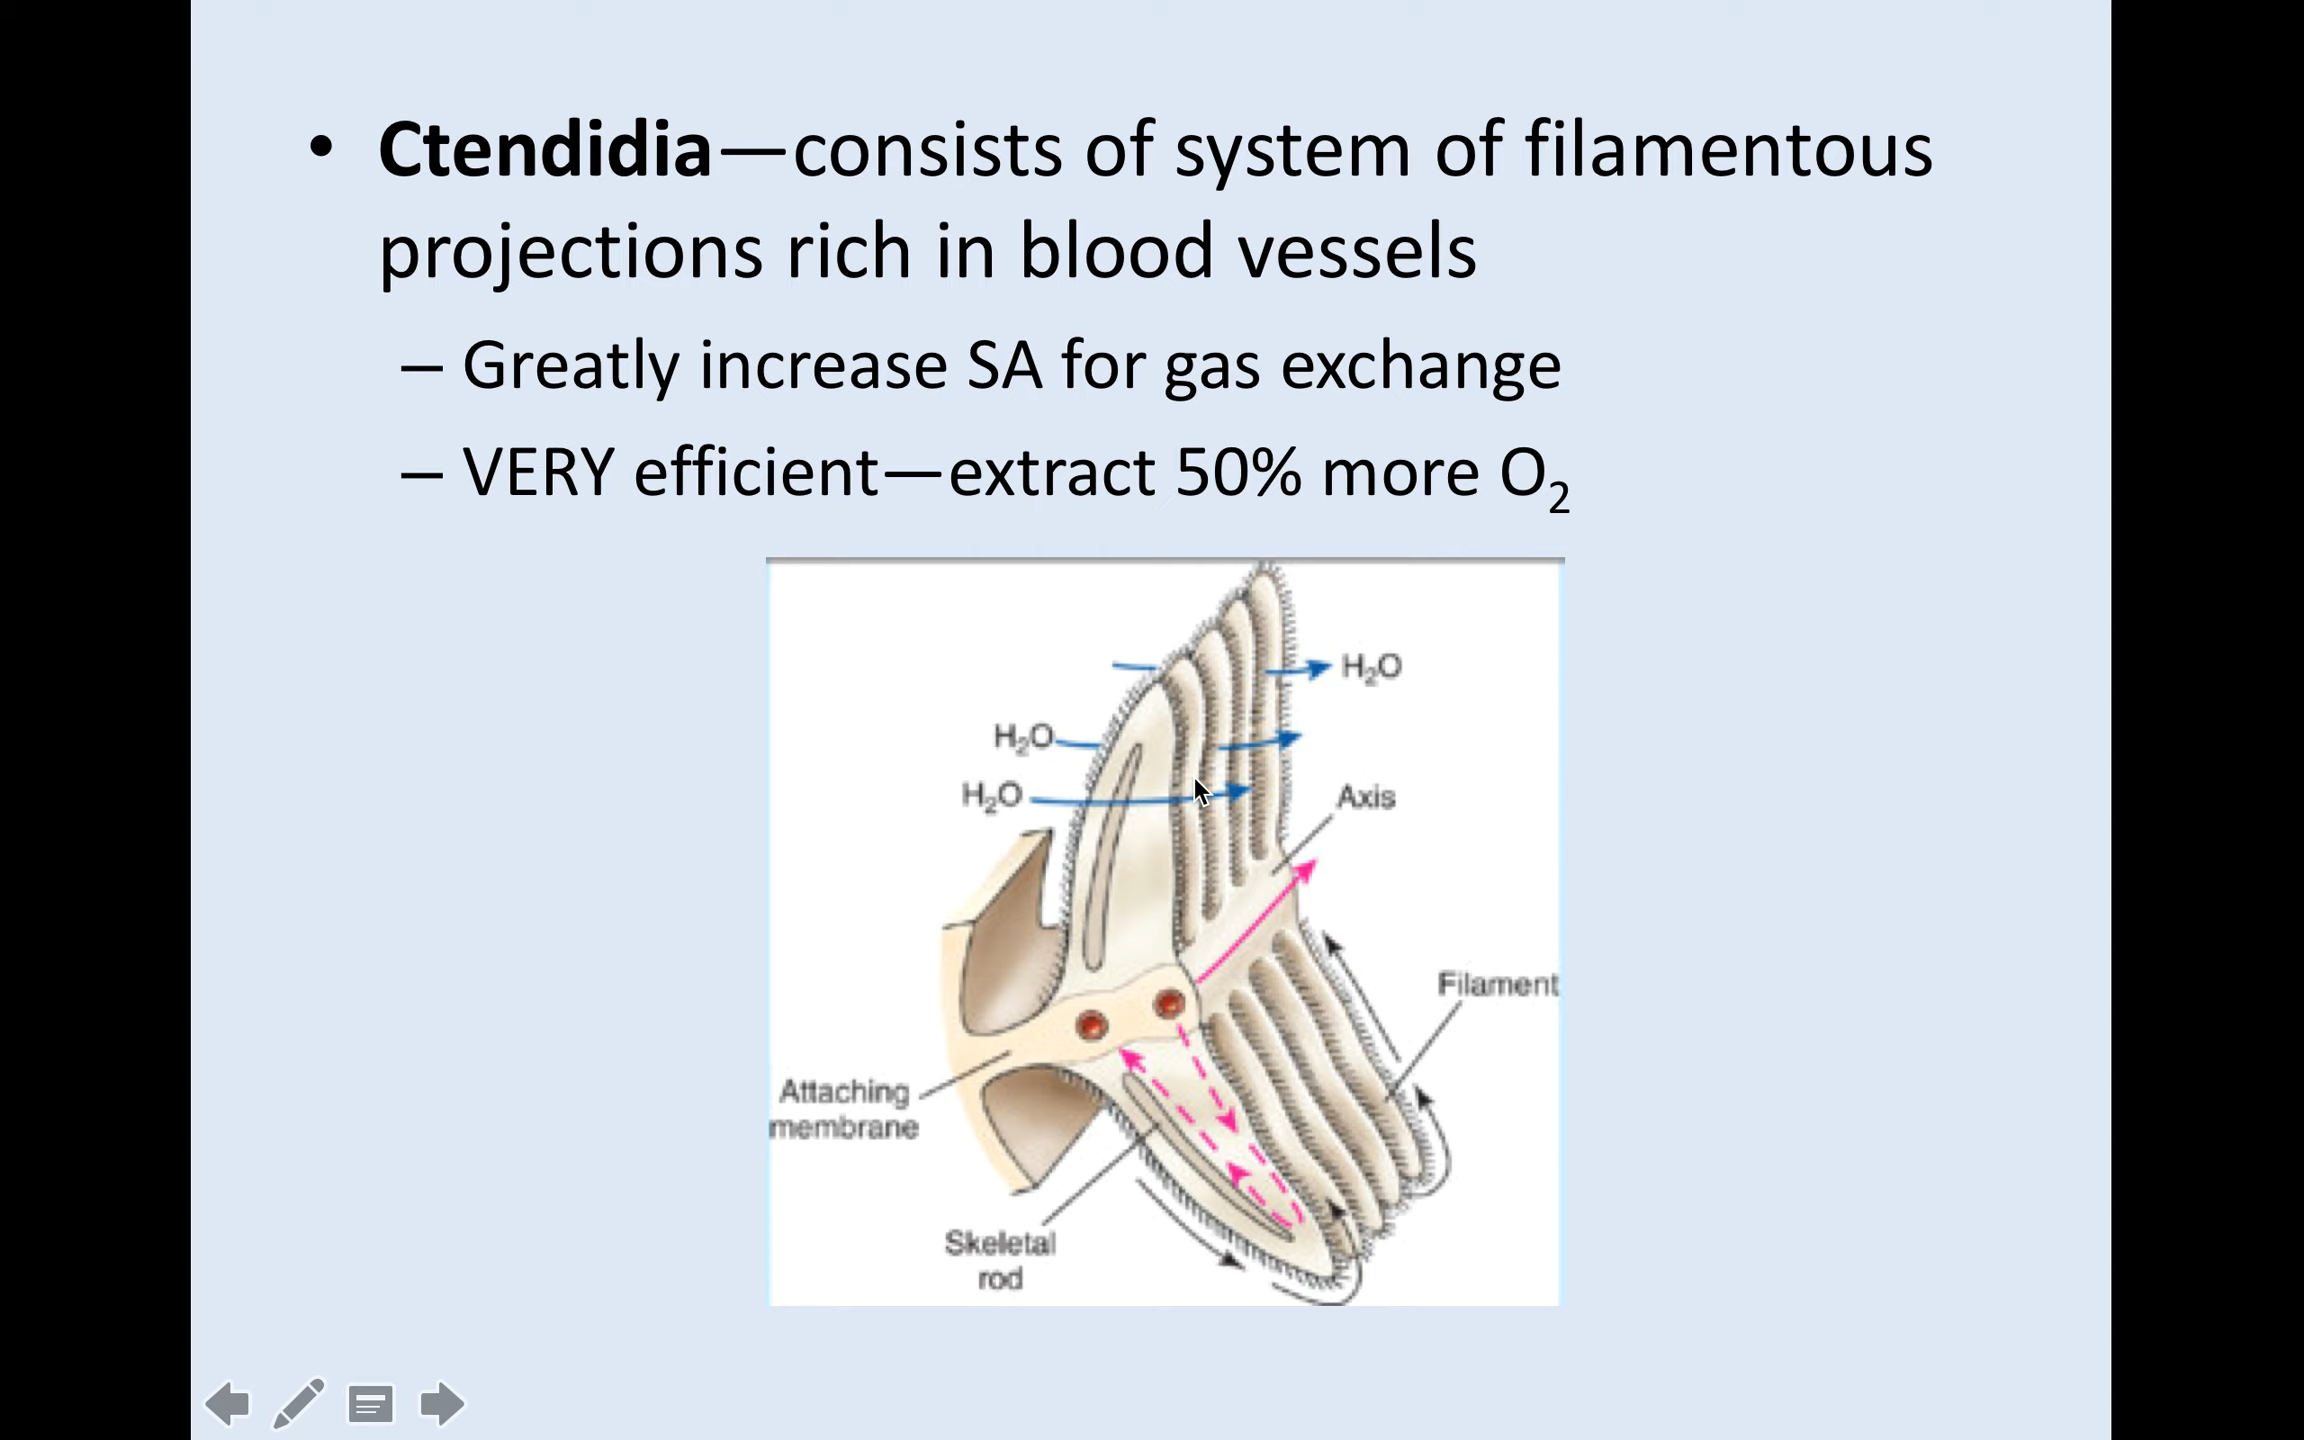 • Ctendidia—consists of system of filamentous
projections rich in blood vessels
– Greatly increase SA for gas exchange
– VERY efficient—extract 50% more O₂
H₂O
H₂O
H₂O
Axis
Filament
Attaching
membrane
Skeletal
rod